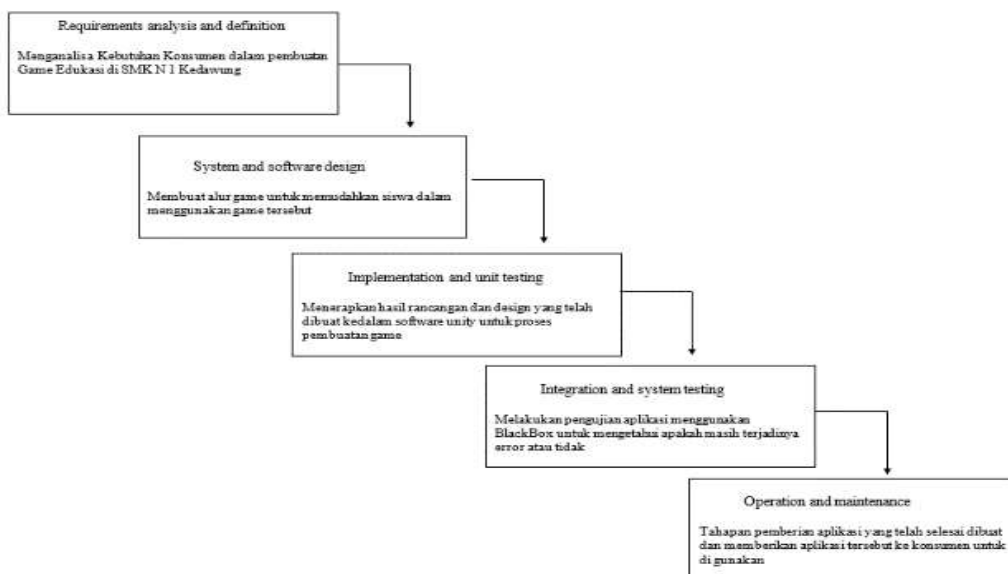 Requirements analysis and definition
Menganalisa Kebutuhan Konsumen dalam pembuatan
Game Edukasi di SMK N 1 Kedawung
System and software design
Membuat alur game untuk memudahkan siswa dalam
menggunakan game tersebut
Implementation and unit testing
Menerapkan hasil rancangan dan design yang telah
dibuat kedalam software unity untuk proses
pembuatan game
Integration and system testing
Melakukan pengujian aplikasi menggunakan
BlackBox untuk mengetahui apakah masih terjadinya
error atau tidak
Operation and maintenance
Tahapan pemberian aplikasi yang telah selesai dibuat
dan memberikan aplikasi tersebut ke konsumen untuk
di gunakan